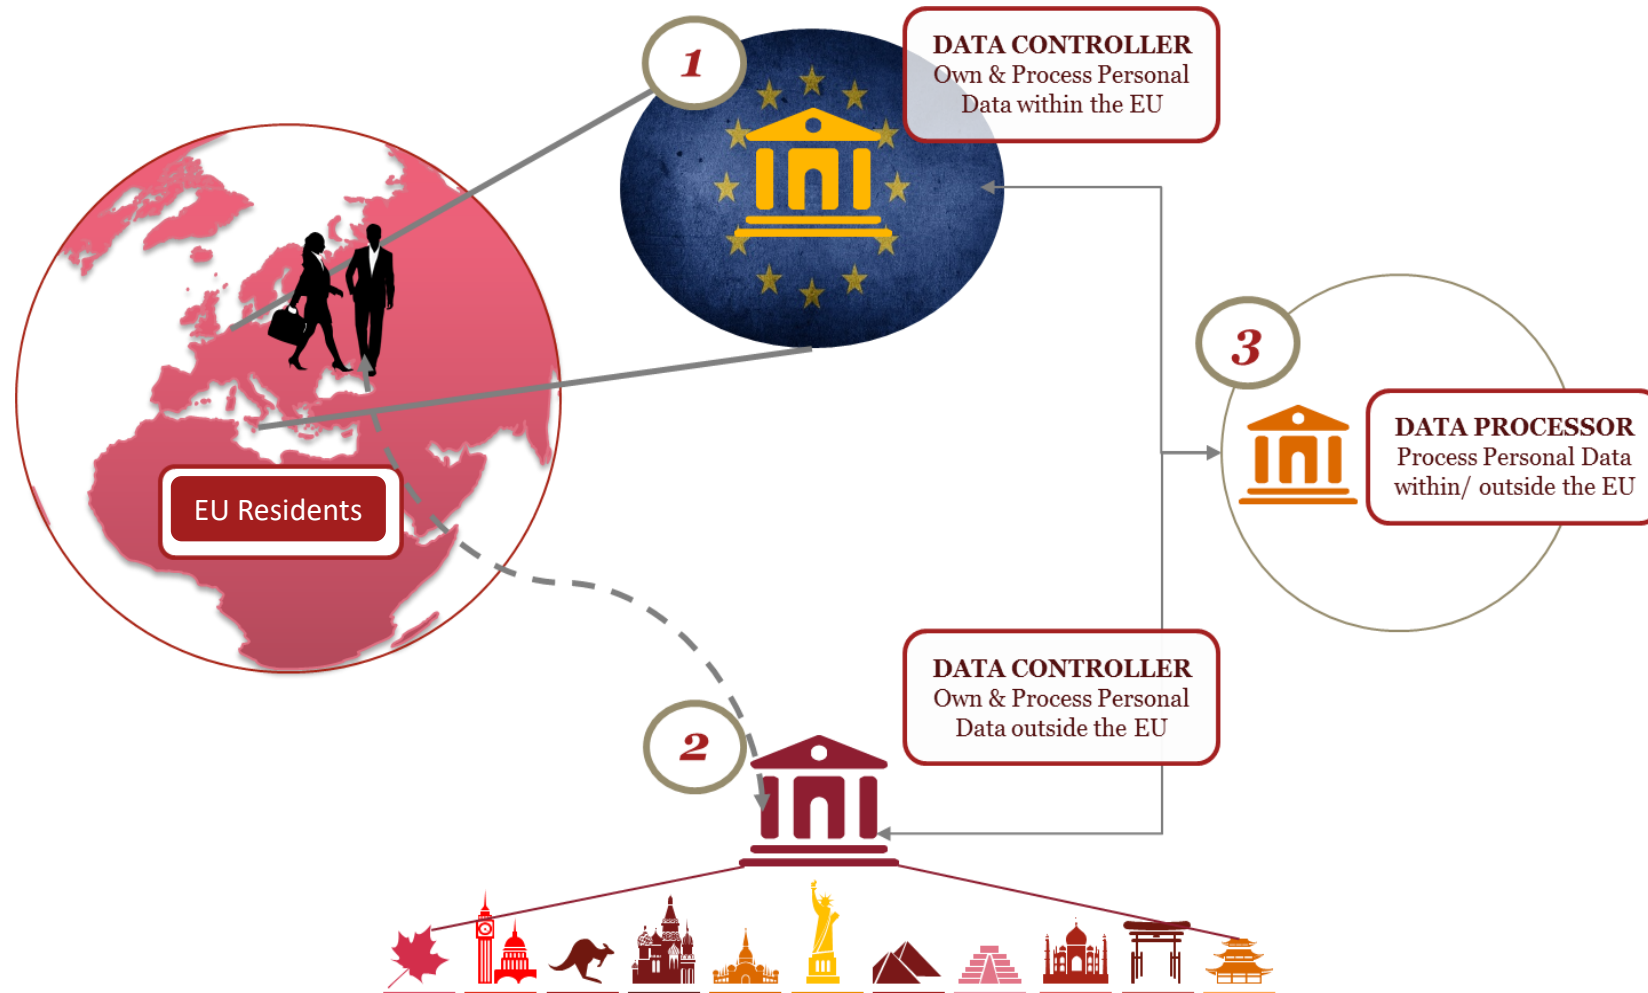 1
DATA CONTROLLER
Own & Process Personal
Data within the EU
3
DATA PROCESSOR
Process Personal Data
within/ outside the EU
EU Residents
2
DATA CONTROLLER
Own & Process Personal
Data outside the EU